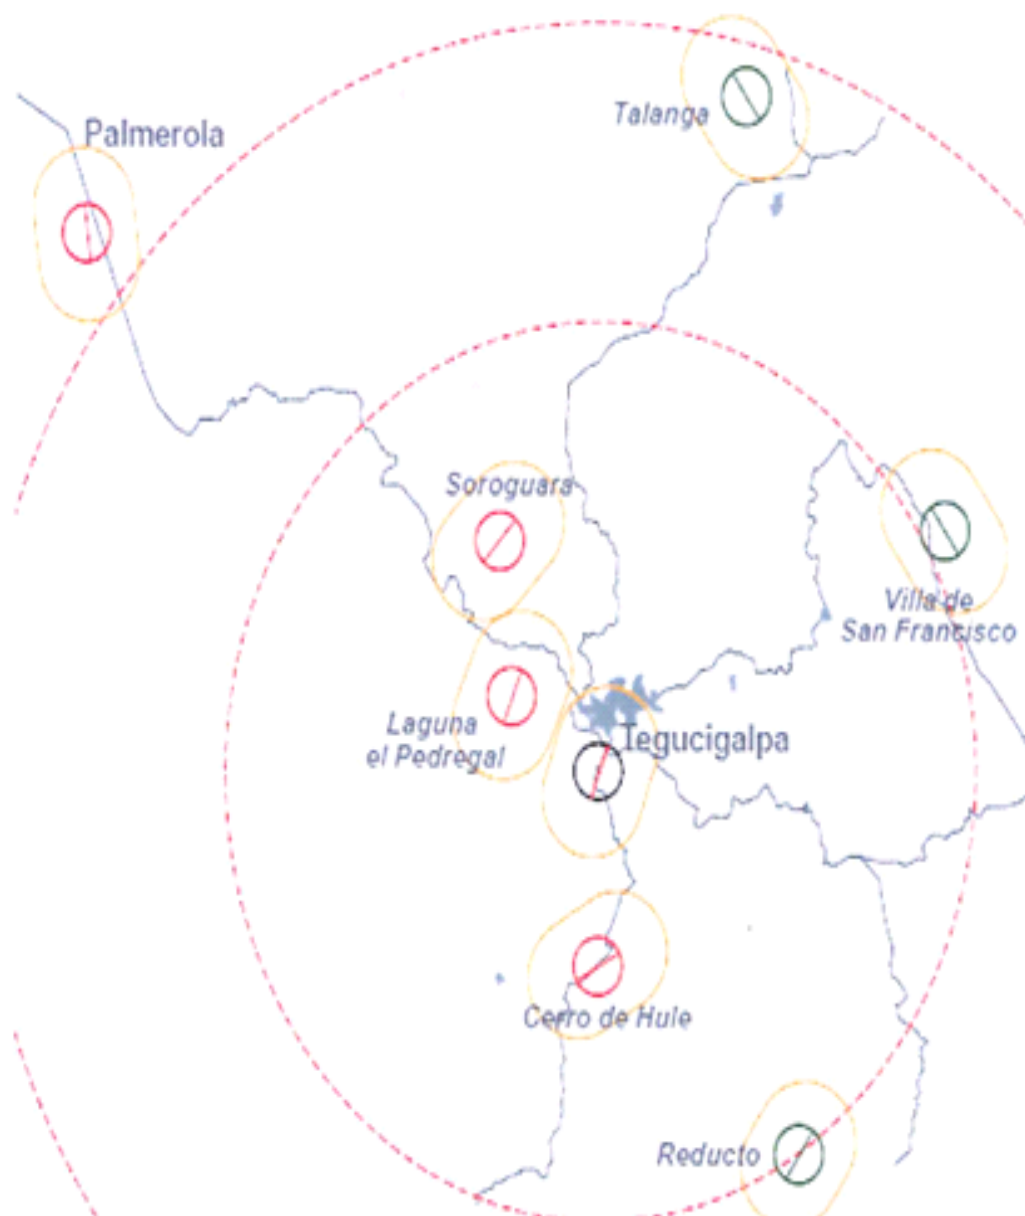 Talanga
Palmerola
Soroguara
Villa de
San Francisco
Laguna
el Pedregal
Tegucigalpa
Cerro de Hule
Reducto